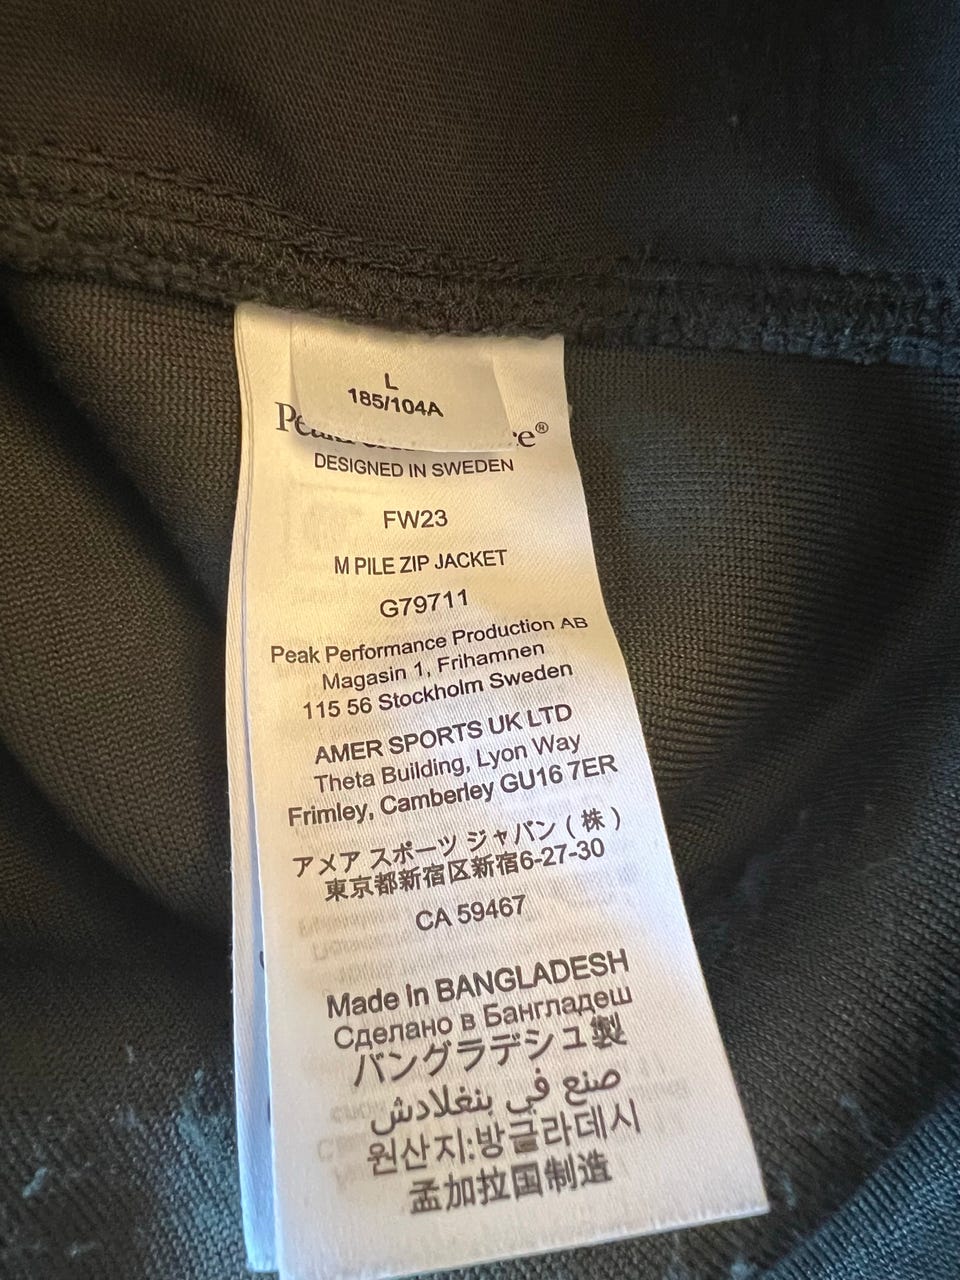 L
185/104A
DESIGNED IN SWEDEN
FW23
M PILE ZIP JACKET
G79711
Peak Performance Production AB
Magasin 1, Frihamnen
115 56 Stockholm Sweden
AMER SPORTS UK LTD
Theta Building, Lyon Way
Frimley, Camberley GU16 7ER
アメア スポーツ ジャパン ( 株 )
東京都新宿区新宿6-27-30
CA 59467
Made In BANGLADESH
Сделано в Бангладеш
バングラデシュ製
صنع في بنغلادش
원산지:방글라데시
孟加拉国制造